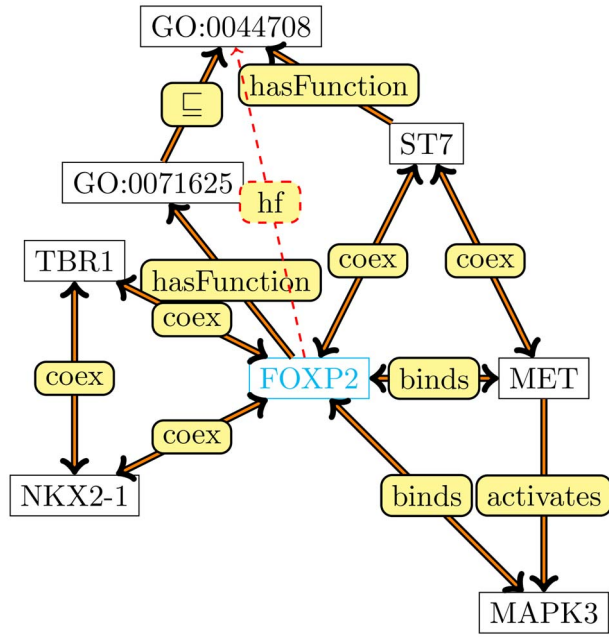 GO:0044708
hasFunction
⊑
ST7
GO:0071625
hf
TBR1
coex
coex
hasFunction
coex
FOXP2
binds
MET
coex
coex
NKX2-1
binds
activates
MAPK3